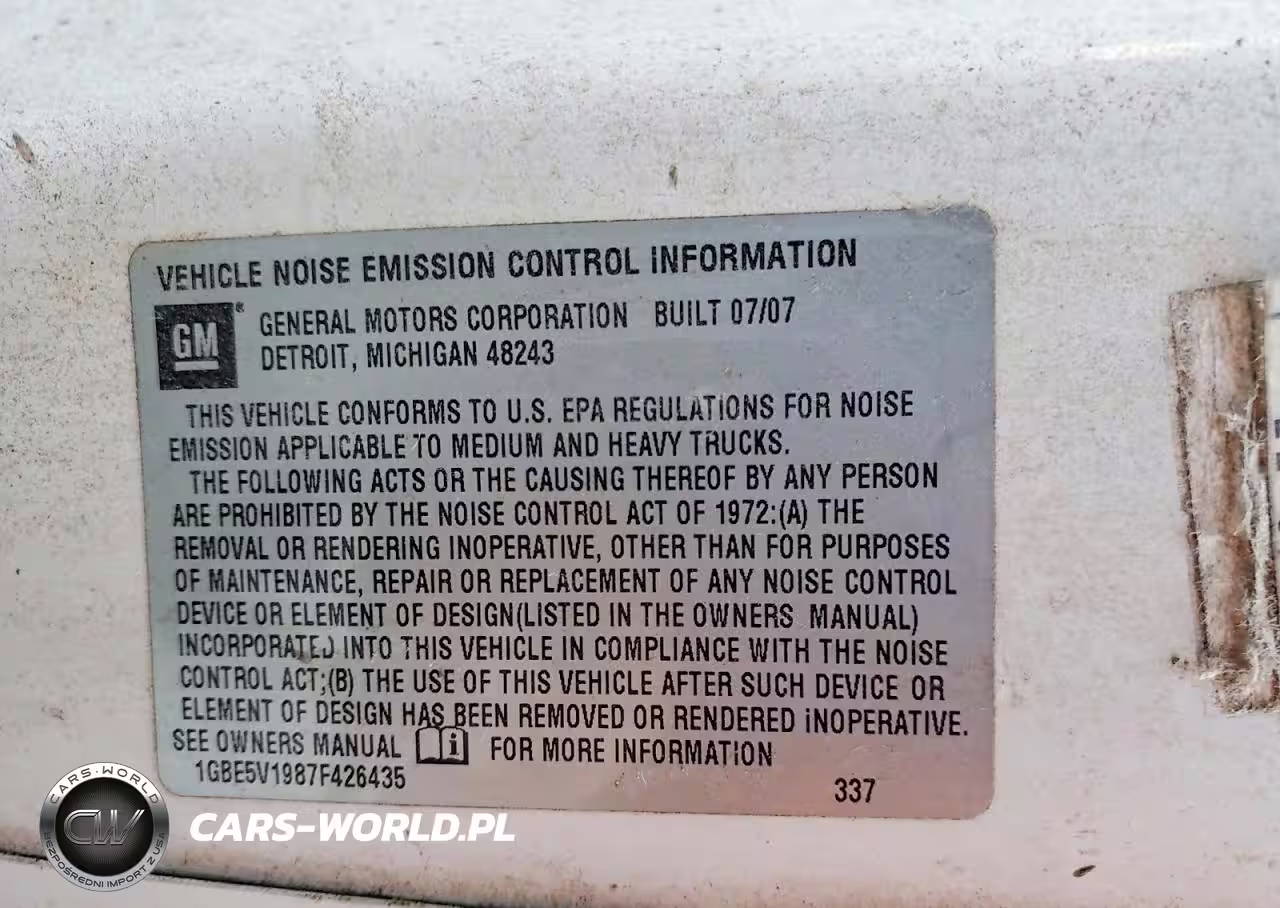 VEHICLE NOISE EMISSION CONTROL INFORMATION
GM ® GENERAL MOTORS CORPORATION BUILT 07/07
DETROIT, MICHIGAN 48243
THIS VEHICLE CONFORMS TO U.S. EPA REGULATIONS FOR NOISE
EMISSION APPLICABLE TO MEDIUM AND HEAVY TRUCKS.
THE FOLLOWING ACTS OR THE CAUSING THEREOF BY ANY PERSON
ARE PROHIBITED BY THE NOISE CONTROL ACT OF 1972:(A) THE
REMOVAL OR RENDERING INOPERATIVE, OTHER THAN FOR PURPOSES
OF MAINTENANCE, REPAIR OR REPLACEMENT OF ANY NOISE CONTROL
DEVICE OR ELEMENT OF DESIGN(LISTED IN THE OWNERS MANUAL)
INCORPORATED INTO THIS VEHICLE IN COMPLIANCE WITH THE NOISE
CONTROL ACT;(B) THE USE OF THIS VEHICLE AFTER SUCH DEVICE OR
ELEMENT OF DESIGN HAS BEEN REMOVED OR RENDERED INOPERATIVE.
SEE OWNERS MANUAL i FOR MORE INFORMATION
1GBE5V1987F426435 337
CARS-WORLD
CW
BEZPOŚREDNI IMPORT Z USA
CARS-WORLD.PL